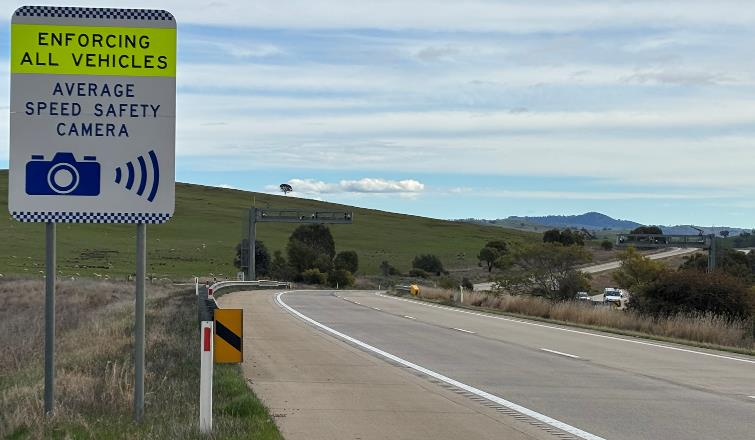 ENFORCING
ALL VEHICLES
AVERAGE
SPEED SAFETY
CAMERA